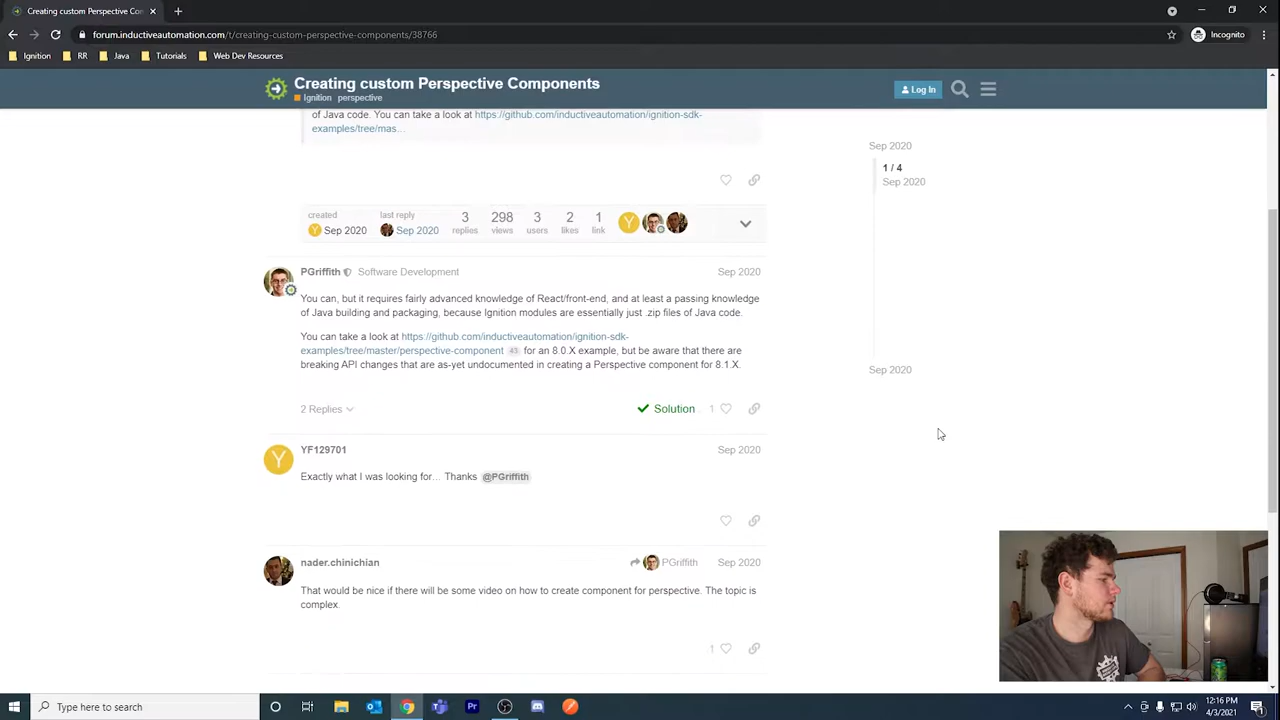 Creating custom Perspective Co
forum.inductiveautomation.com/t/creating-custom-perspective-components/38766
Incognito
Ignition
RR
Java
Tutorials
Web Dev Resources
Creating custom Perspective Components
Ignition perspective
Log In
of Java code. You can take a look at https://github.com/inductiveautomation/ignition-sdk-
examples/tree/mas…
Sep 2020
1 / 4
Sep 2020
Sep 2020
created
Sep 2020
last reply
Sep 2020
3
replies
298
views
3
users
2
likes
1
link
Y
PGriffith Software Development Sep 2020
You can, but it requires fairly advanced knowledge of React/front-end, and at least a passing knowledge
of Java building and packaging, because Ignition modules are essentially just .zip files of Java code.
You can take a look at https://github.com/inductiveautomation/ignition-sdk-
examples/tree/master/perspective-component 43 for an 8.0.X example, but be aware that there are
breaking API changes that are as-yet undocumented in creating a Perspective component for 8.1.X.
2 Replies
Solution 1
Y
YF129701 Sep 2020
Exactly what I was looking for… Thanks @PGriffith
nader.chinichian PGriffith Sep 2020
That would be nice if there will be some video on how to create component for perspective. The topic is
complex.
1
Type here to search
12:16 PM
4/3/2021